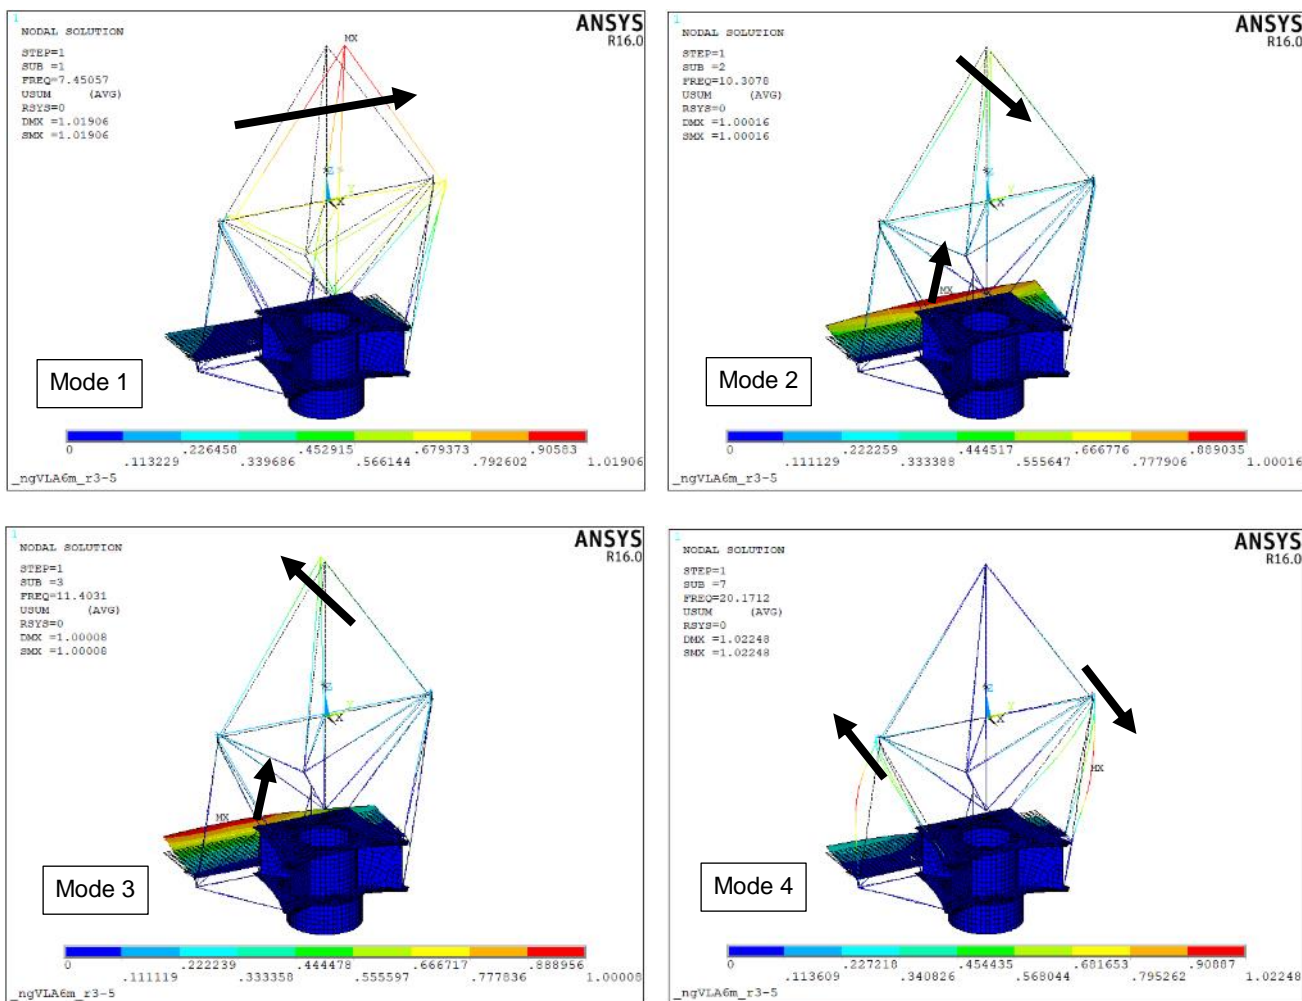 1
NODAL SOLUTION
STEP=1
SUB =1
FREQ=7.45057
USUM (AVG)
RSYS=0
DMX =1.01906
SMX =1.01906
ANSYS
R16.0
MX
Z
Y
X
Mode 1
0 .226458 .452915 .679373 .90583
.113229 .339686 .566144 .792602 1.01906
_ngVLA6m_r3-5
1
NODAL SOLUTION
STEP=1
SUB =2
FREQ=10.3078
USUM (AVG)
RSYS=0
DMX =1.00016
SMX =1.00016
ANSYS
R16.0
Z
Y
X
MX
Mode 2
0 .222259 .444517 .666776 .889035
.111129 .333388 .555647 .777906 1.00016
_ngVLA6m_r3-5
1
NODAL SOLUTION
STEP=1
SUB =3
FREQ=11.4031
USUM (AVG)
RSYS=0
DMX =1.00008
SMX =1.00008
ANSYS
R16.0
Z
Y
X
MX
Mode 3
0 .222239 .444478 .666717 .888956
.111119 .333358 .555597 .777836 1.00008
_ngVLA6m_r3-5
1
NODAL SOLUTION
STEP=1
SUB =7
FREQ=20.1712
USUM (AVG)
RSYS=0
DMX =1.02248
SMX =1.02248
ANSYS
R16.0
Z
Y
X
MX
Mode 4
0 .227218 .454435 .681653 .90887
.113609 .340826 .568044 .795262 1.02248
_ngVLA6m_r3-5